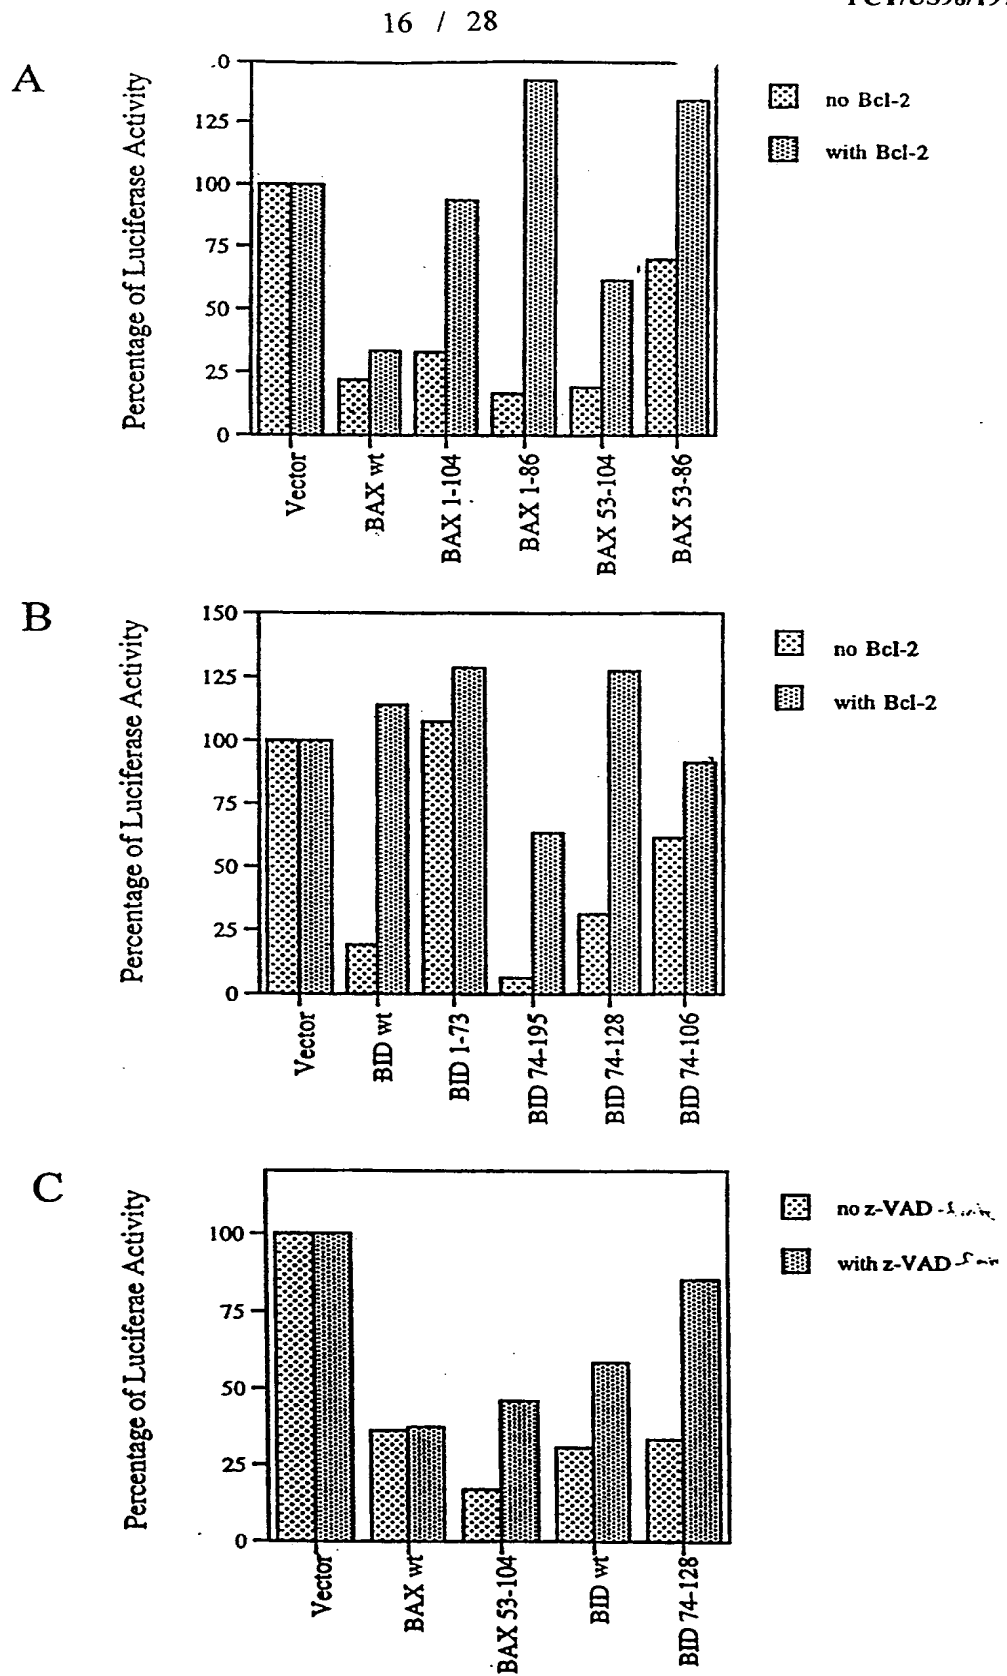 16 / 28
A
Percentage of Luciferase Activity
.0
125
100
75
50
25
0
Vector
BAX wt
BAX 1-104
BAX 1-86
BAX 53-104
BAX 53-86
no Bcl-2
with Bcl-2
B
Percentage of Luciferase Activity
150
125
100
75
50
25
0
Vector
BID wt
BID 1-73
BID 74-195
BID 74-128
BID 74-106
no Bcl-2
with Bcl-2
C
Percentage of Luciferae Activity
100
75
50
25
0
Vector
BAX wt
BAX 53-104
BID wt
BID 74-128
no z-VAD
with z-VAD